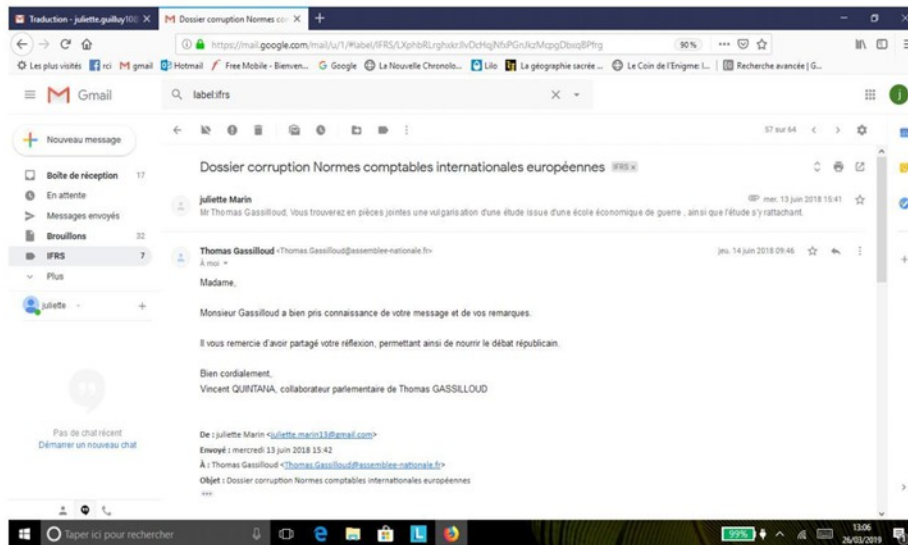 Traduction - juliette.guilluy10
Dossier corruption Normes con
https://mail.google.com/mail/u/1/#label/IFRS/
90%
Les plus visités
rci
gmail
Hotmail
Free Mobile - Bienven...
Google
La Nouvelle Chronolo...
Lilo
La géographie sacrée ...
Le Coin de l'Enigme: l...
Recherche avancée | G...
Gmail
label:ifrs
j
Nouveau message
57 sur 64
Boîte de réception 17
En attente
Messages envoyés
Brouillons 32
IFRS 7
Plus
juliette
Pas de chat récent
Démarrer un nouveau chat
Dossier corruption Normes comptables internationales européennes IFRS x
juliette Marin
mer. 13 juin 2018 15:41
Mr Thomas Gassilloud, Vous trouverez en pièces jointes une vulgarisation d'une étude issue d'une école économique de guerre , ainsi que l'étude s'y rattachant.
Thomas Gassilloud <Thomas.Gassilloud@assemblee-nationale.fr>
jeu. 14 juin 2018 09:46
À moi
Madame,
Monsieur Gassilloud a bien pris connaissance de votre message et de vos remarques.
Il vous remercie d'avoir partagé votre réflexion, permettant ainsi de nourrir le débat républicain.
Bien cordialement,
Vincent QUINTANA, collaborateur parlementaire de Thomas GASSILLOUD
De : juliette Marin <juliette.marin13@gmail.com>
Envoyé : mercredi 13 juin 2018 15:42
À : Thomas Gassilloud <Thomas.Gassilloud@assemblee-nationale.fr>
Objet : Dossier corruption Normes comptables internationales européennes
Taper ici pour rechercher
99%
13:06
26/03/2019